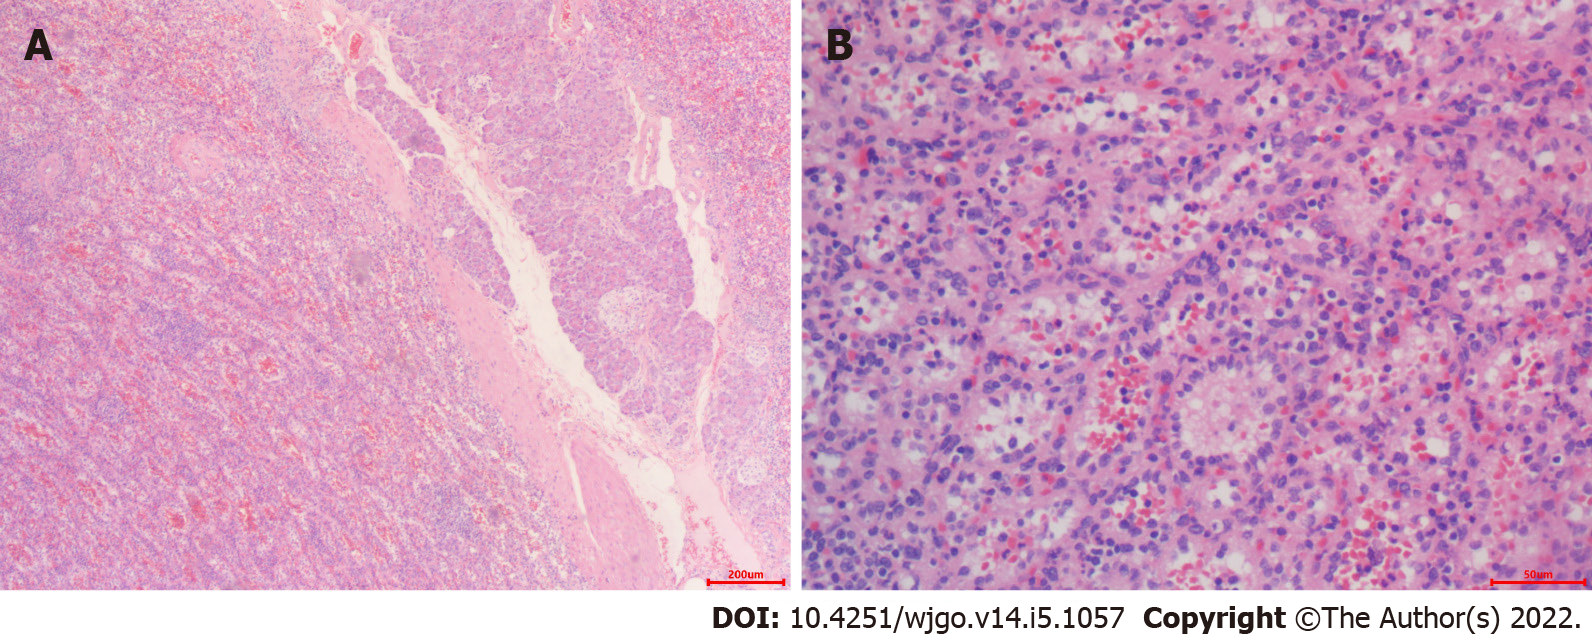 A
B
200um
50um
DOI: 10.4251/wjgo.v14.i5.1057 Copyright ©The Author(s) 2022.